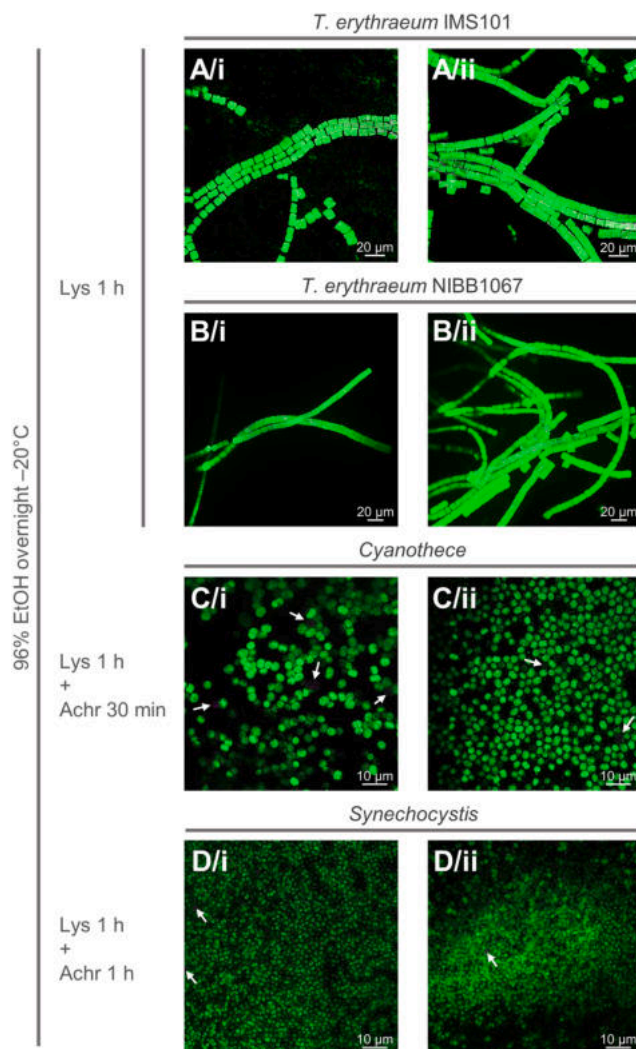 T. erythraeum IMS101
A/i
A/ii
20 µm
20 µm
Lys 1 h
T. erythraeum NIBB1067
B/i
B/ii
20 µm
20 µm
96% EtOH overnight –20°C
Cyanothece
C/i
C/ii
Lys 1 h
+
Achr 30 min
10 µm
10 µm
Synechocystis
D/i
D/ii
Lys 1 h
+
Achr 1 h
10 µm
10 µm